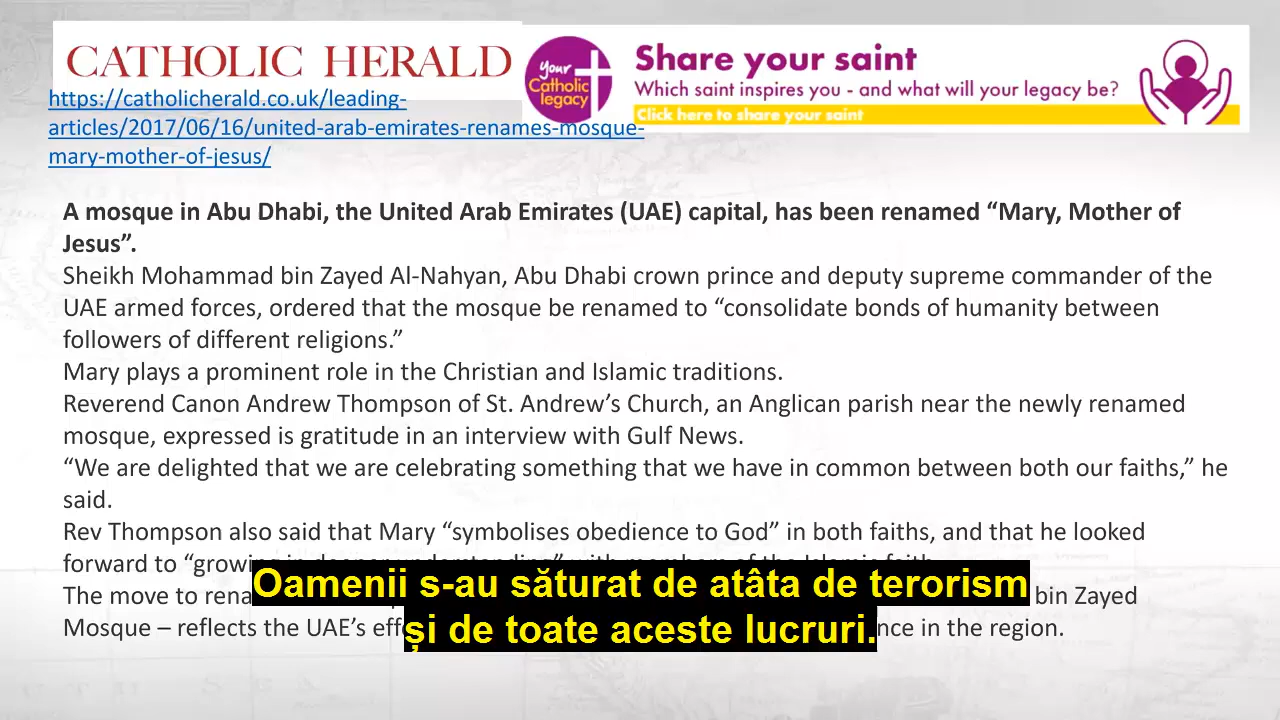 CATHOLIC HERALD
your Catholic legacy
Share your saint
Which saint inspires you - and what will your legacy be?
Click here to share your saint
https://catholicherald.co.uk/leading-
articles/2017/06/16/united-arab-emirates-renames-mosque-
mary-mother-of-jesus/
A mosque in Abu Dhabi, the United Arab Emirates (UAE) capital, has been renamed “Mary, Mother of
Jesus”.
Sheikh Mohammad bin Zayed Al-Nahyan, Abu Dhabi crown prince and deputy supreme commander of the
UAE armed forces, ordered that the mosque be renamed to “consolidate bonds of humanity between
followers of different religions.”
Mary plays a prominent role in the Christian and Islamic traditions.
Reverend Canon Andrew Thompson of St. Andrew’s Church, an Anglican parish near the newly renamed
mosque, expressed is gratitude in an interview with Gulf News.
“We are delighted that we are celebrating something that we have in common between both our faiths,” he
said.
Rev Thompson also said that Mary “symbolises obedience to God” in both faiths, and that he looked
forward to
The move to bin Zayed
Mosque – reflects the UAE’s in the region.
Oamenii s-au săturat de atâta de terorism
și de toate aceste lucruri.